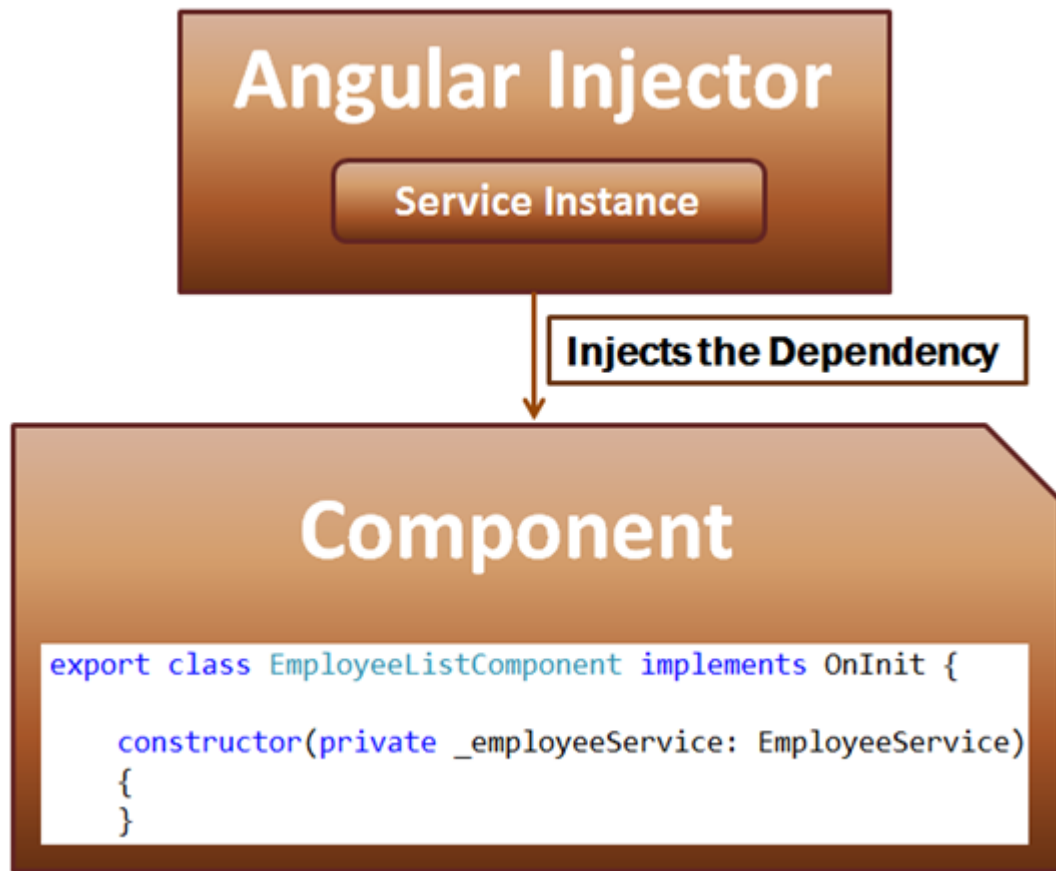 Angular Injector
Service Instance
Injects the Dependency
Component
export class EmployeeListComponent implements OnInit {
constructor(private _employeeService: EmployeeService)
{
}